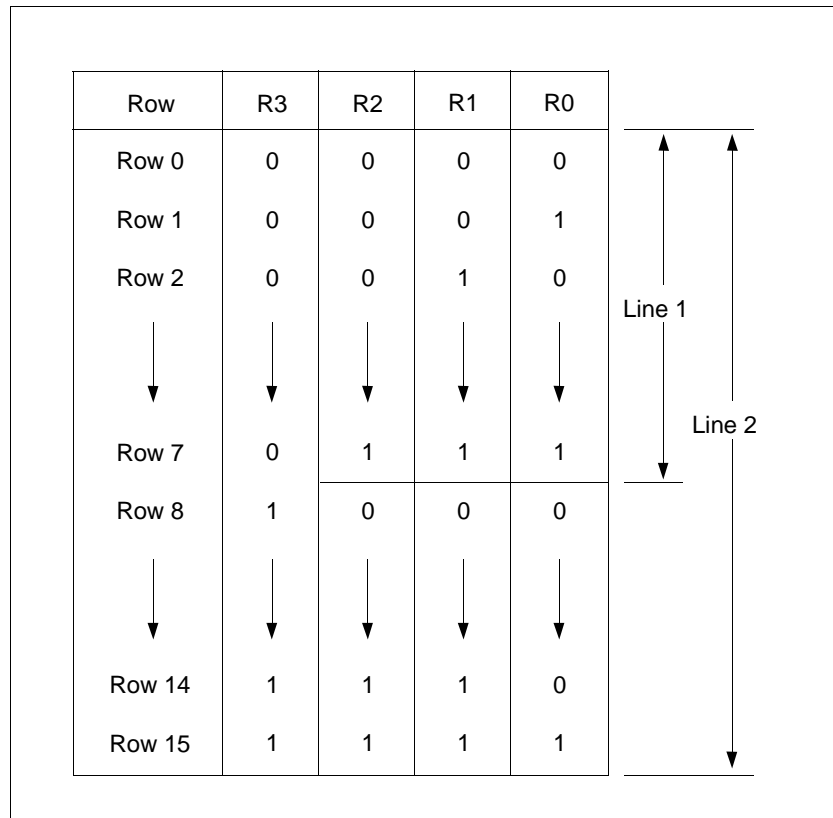 Row R3 R2 R1 R0
Row 0 0 0 0 0
Row 1 0 0 0 1
Row 2 0 0 1 0
Line 1
Line 2
Row 7 0 1 1 1
Row 8 1 0 0 0
Row 14 1 1 1 0
Row 15 1 1 1 1